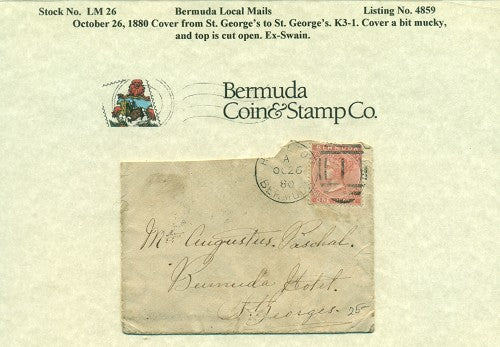 Stock No. LM 26 Bermuda Local Mails Listing No. 4859
October 26, 1880 Cover from St. George's to St. George's. K3-1. Cover a bit mucky,
and top is cut open. Ex-Swain.
Bermuda
Coin & Stamp Co.
A
OC 26
80
BERMUDA
Augustus. Paschal.
Bermuda Hotel.
St. Georges.
25-